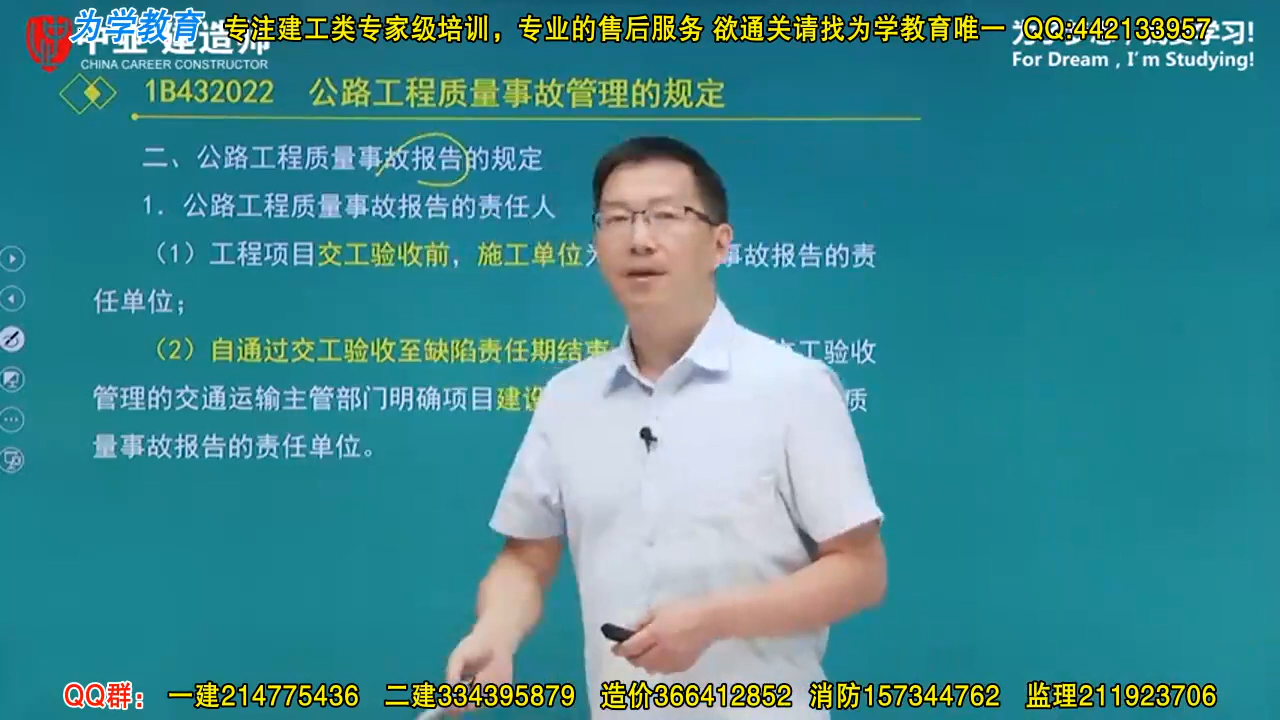 为学教育 专注建工类专家级培训，专业的售后服务 欲通关请找为学教育唯一 QQ:442133957
CHINA CAREER CONSTRUCTOR
For Dream , I'm Studying!
1B432022 公路工程质量事故管理的规定
二、公路工程质量事故报告的规定
1．公路工程质量事故报告的责任人
（1）工程项目交工验收前，施工单位 事故报告的责
任单位；
（2）自通过交工验收至缺陷责任期结束 工验收
管理的交通运输主管部门明确项目建设 质
量事故报告的责任单位。
QQ群： 一建214775436 二建334395879 造价366412852 消防157344762 监理211923706